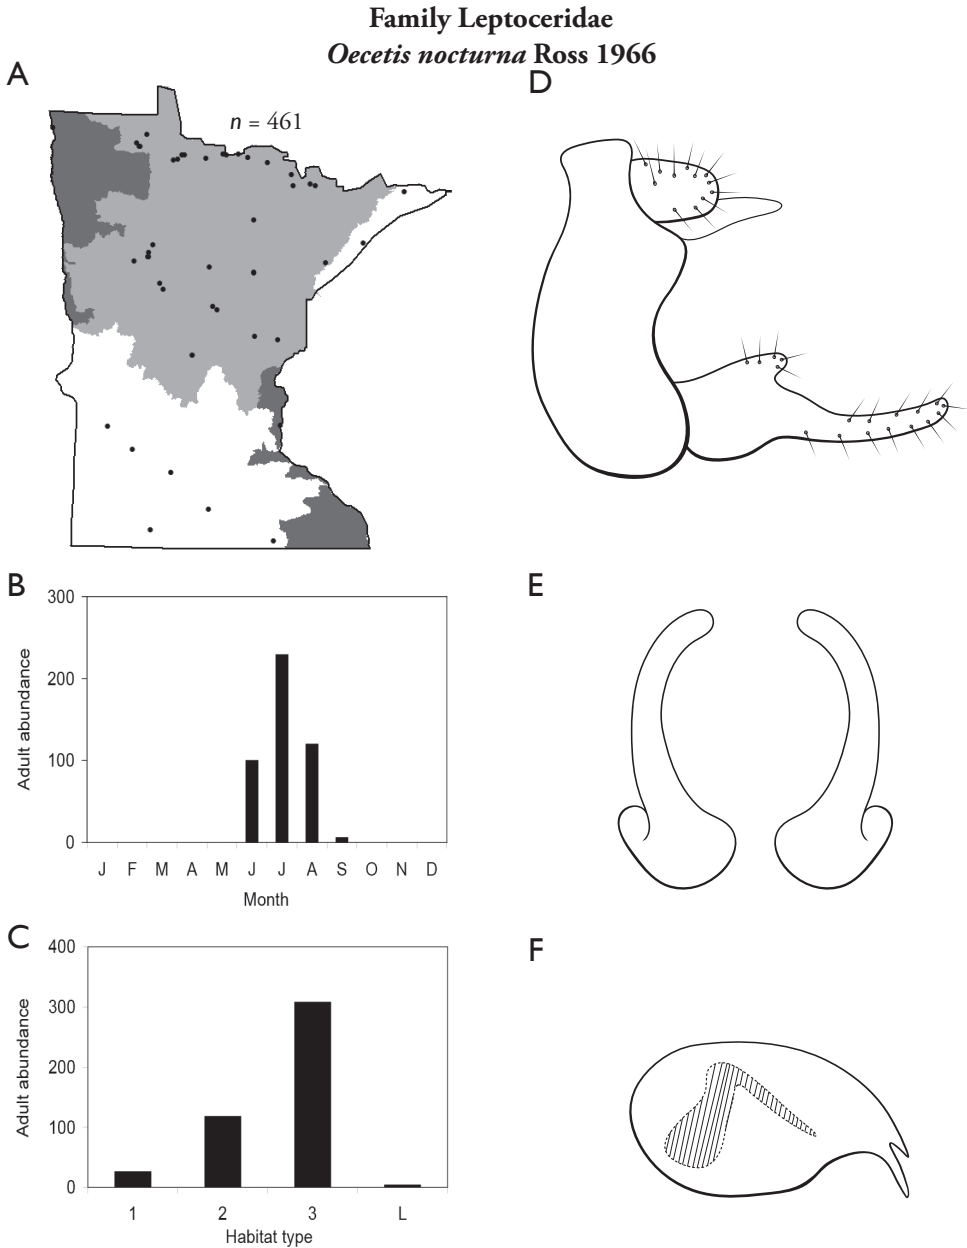 Family Leptoceridae
Oecetis nocturna Ross 1966
A
n = 461
D
B
300
200
100
0
Adult abundance
J F M A M J J A S O N D
Month
E
C
400
300
200
100
0
Adult abundance
1 2 3 L
Habitat type
F